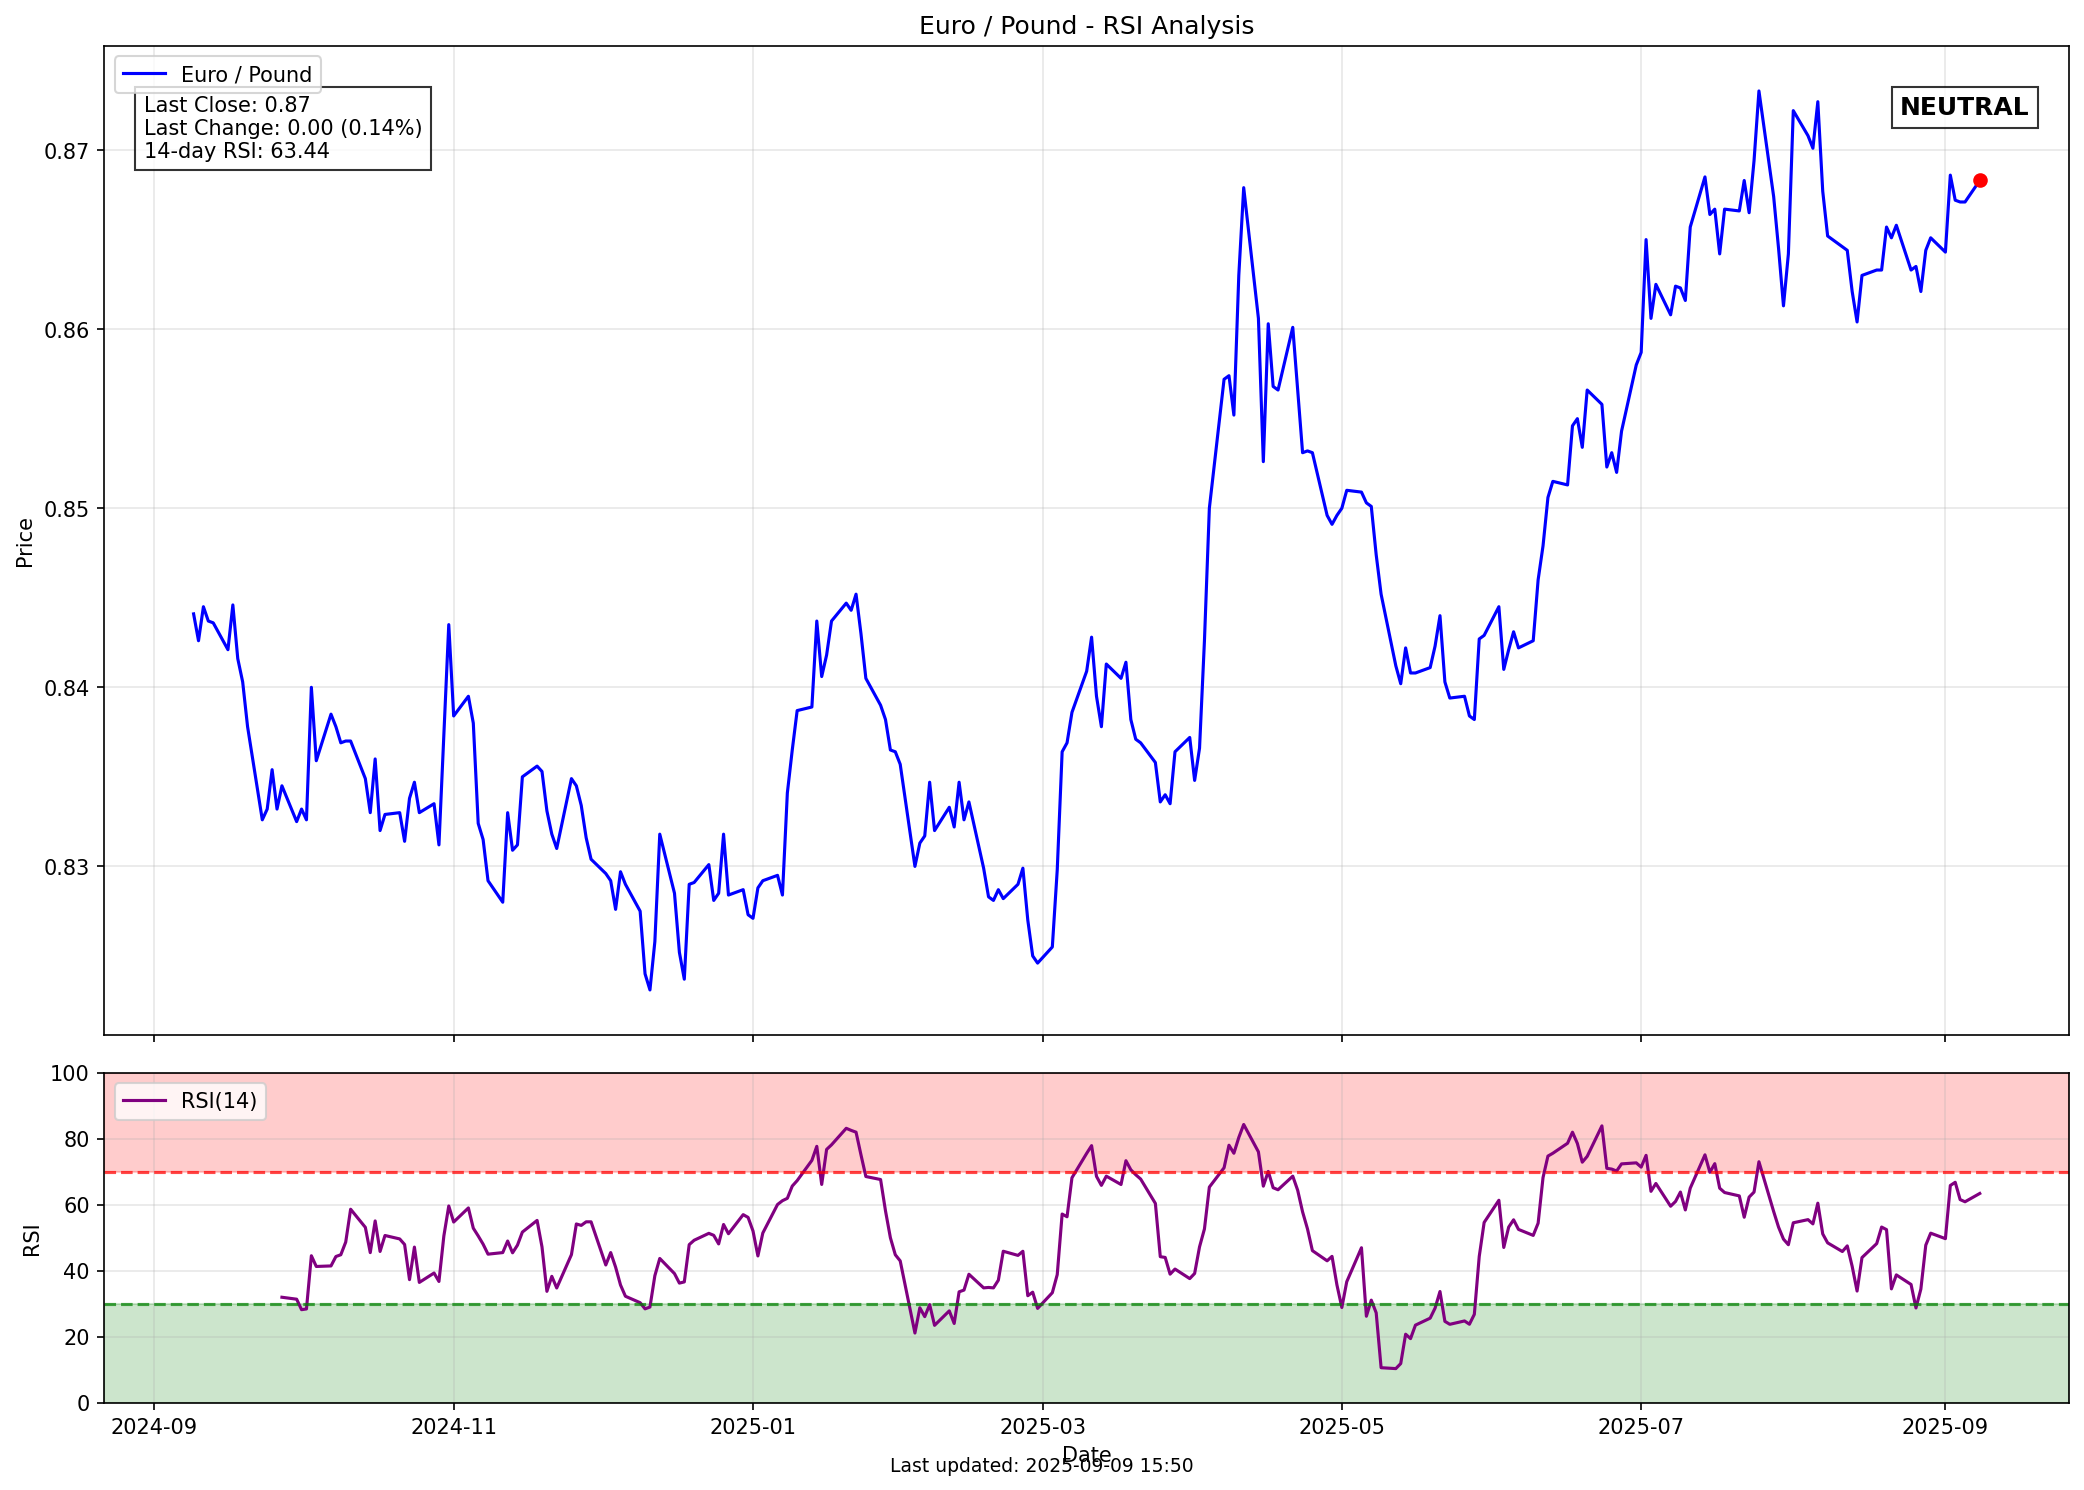 Euro / Pound - RSI Analysis
Euro / Pound
Last Close: 0.87
Last Change: 0.00 (0.14%)
14-day RSI: 63.44
NEUTRAL
0.87
0.86
0.85
0.84
0.83
Price
100
80
60
40
20
0
RSI
RSI(14)
2024-09
2024-11
2025-01
2025-03
2025-05
2025-07
2025-09
Date
Last updated: 2025-09-09 15:50